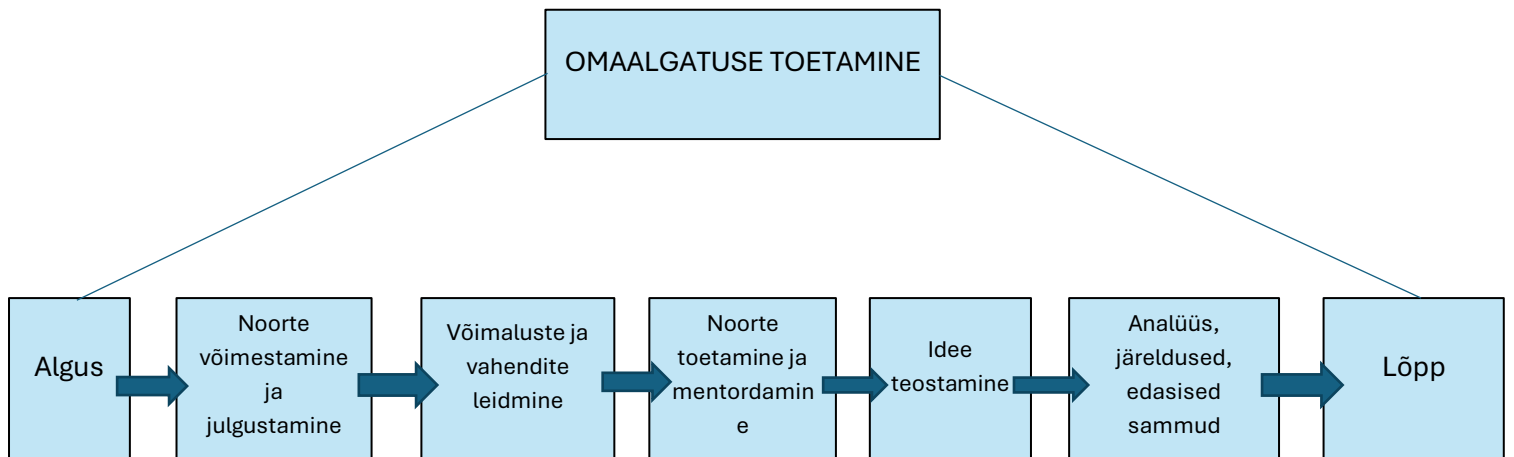 OMAALGATUSE TOETAMINE
Algus
Noorte
võimestamine
ja
julgustamine
Võimaluste ja
vahendite
leidmine
Noorte
toetamine ja
mentordamin
e
Idee
teostamine
Analüüs,
järeldused,
edasised
sammud
Lõpp